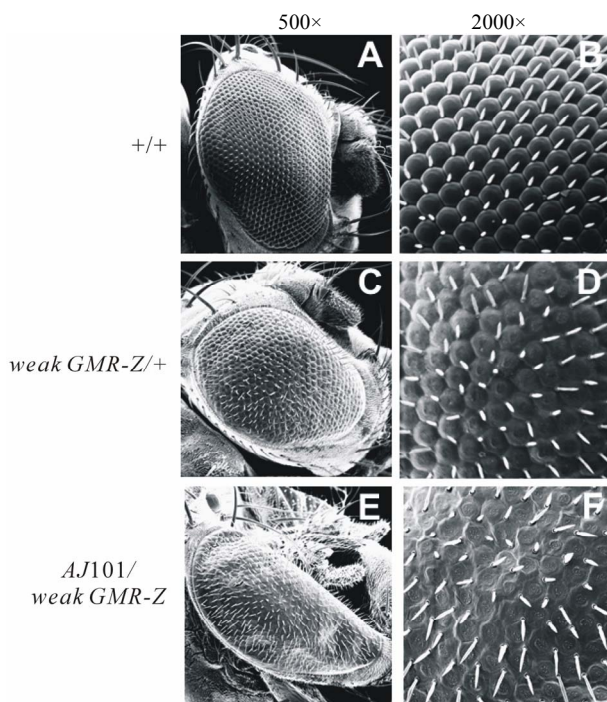 500× 2000×
A B
+/+
C D
weak GMR-Z/+
E F
AJ101/
weak GMR-Z